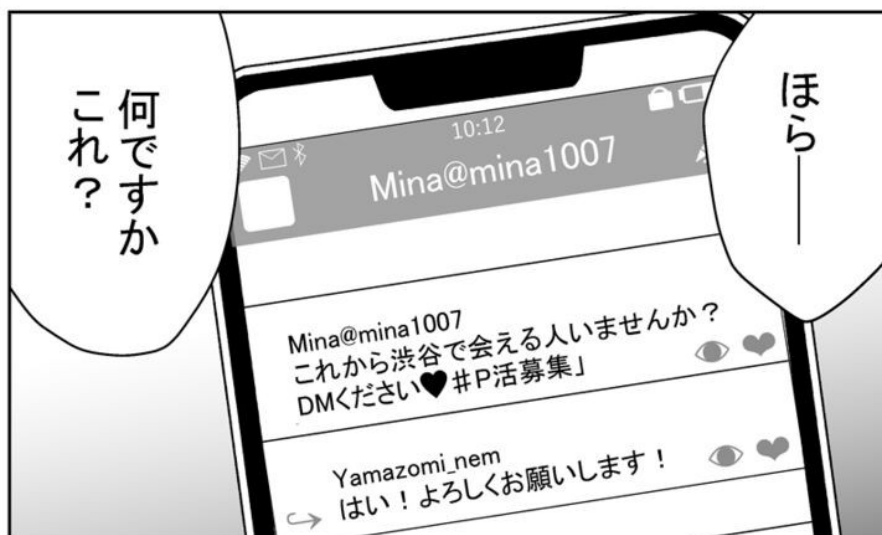 ほら――
何ですか
これ？
10:12
Mina@mina1007
Mina@mina1007
これから渋谷で会える人いませんか？
DMください♥ #P活募集」
Yamazomi_nem
はい！よろしくお願いします！